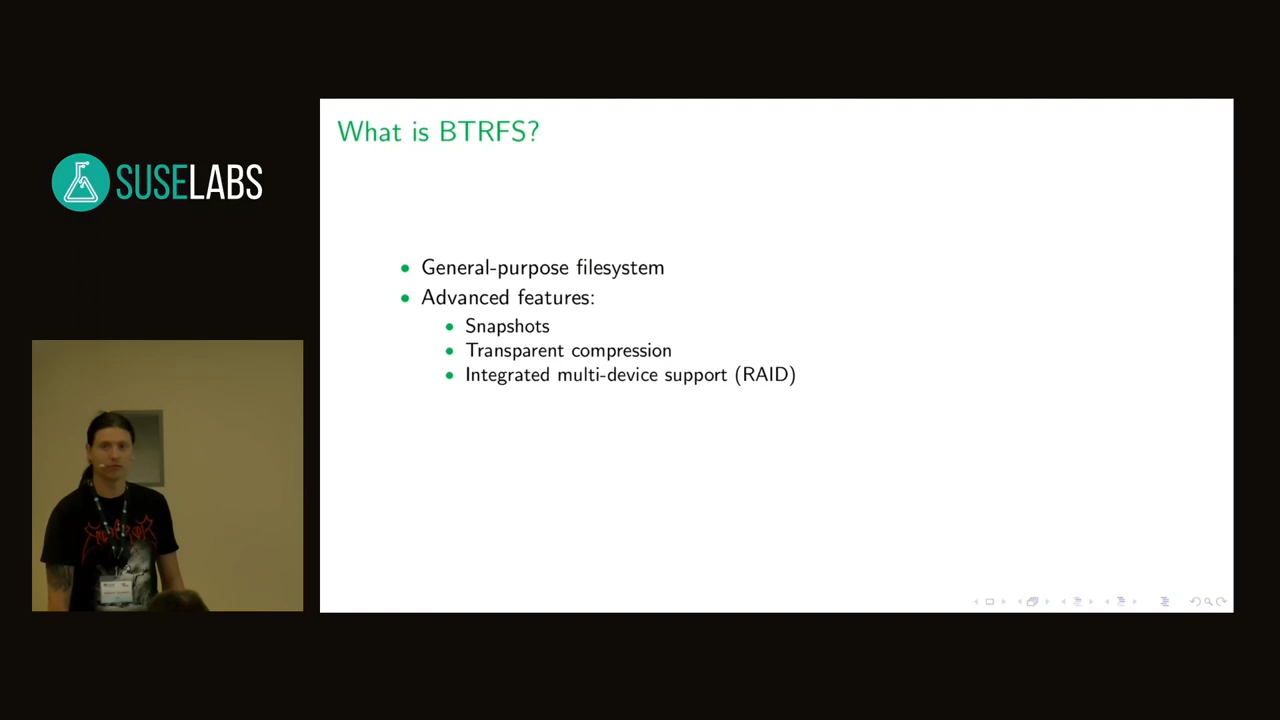 What is BTRFS?
SUSELABS
General-purpose filesystem
Advanced features:
Snapshots
Transparent compression
Integrated multi-device support (RAID)